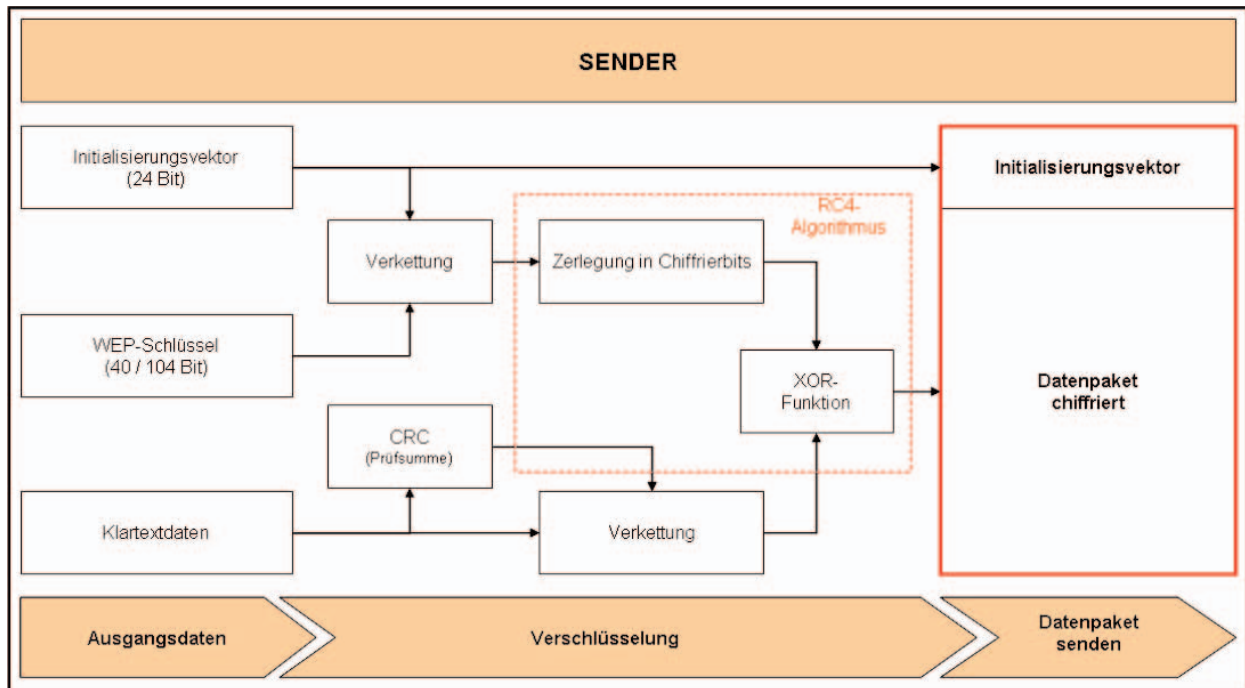 SENDER
Initialisierungsvektor
(24 Bit)
Initialisierungsvektor
RC4-
Algorithmus
Verkettung
Zerlegung in Chiffrierbits
WEP-Schlüssel
(40 / 104 Bit)
XOR-
Funktion
Datenpaket
chiffriert
CRC
(Prüfsumme)
Klartextdaten
Verkettung
Ausgangsdaten
Verschlüsselung
Datenpaket
senden